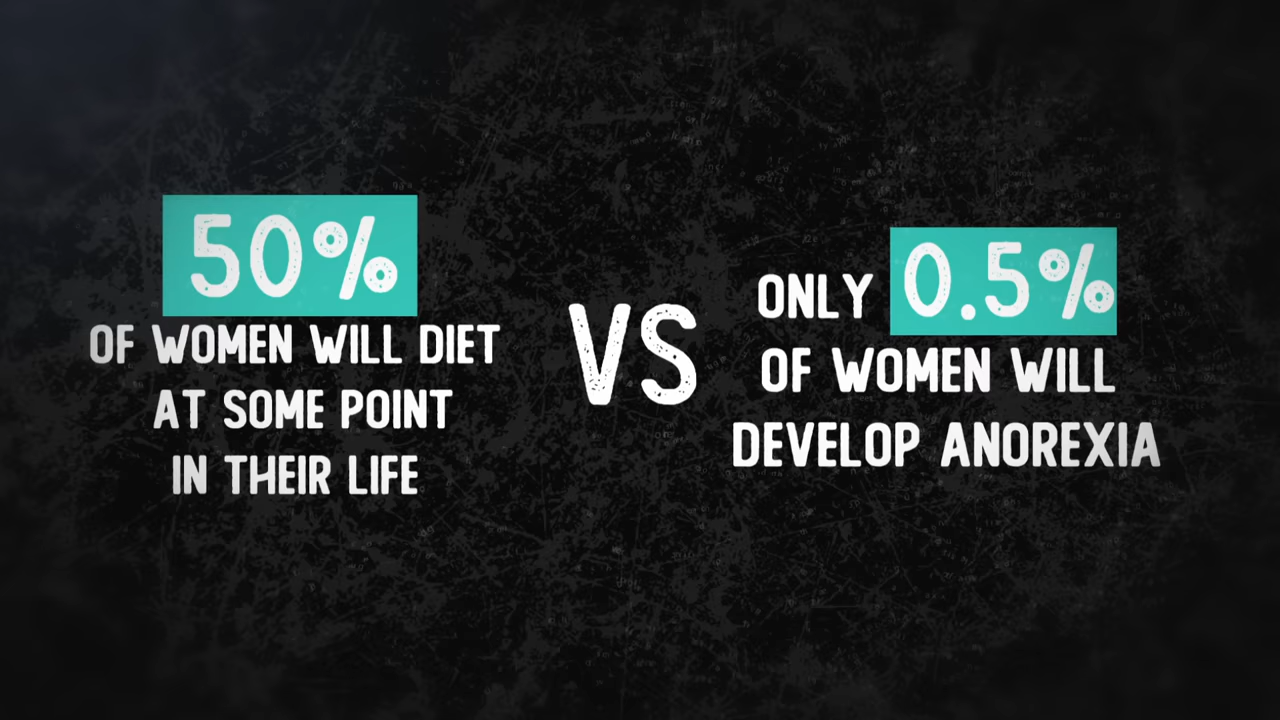 50%
OF WOMEN WILL DIET
AT SOME POINT
IN THEIR LIFE
VS
ONLY 0.5%
OF WOMEN WILL
DEVELOP ANOREXIA